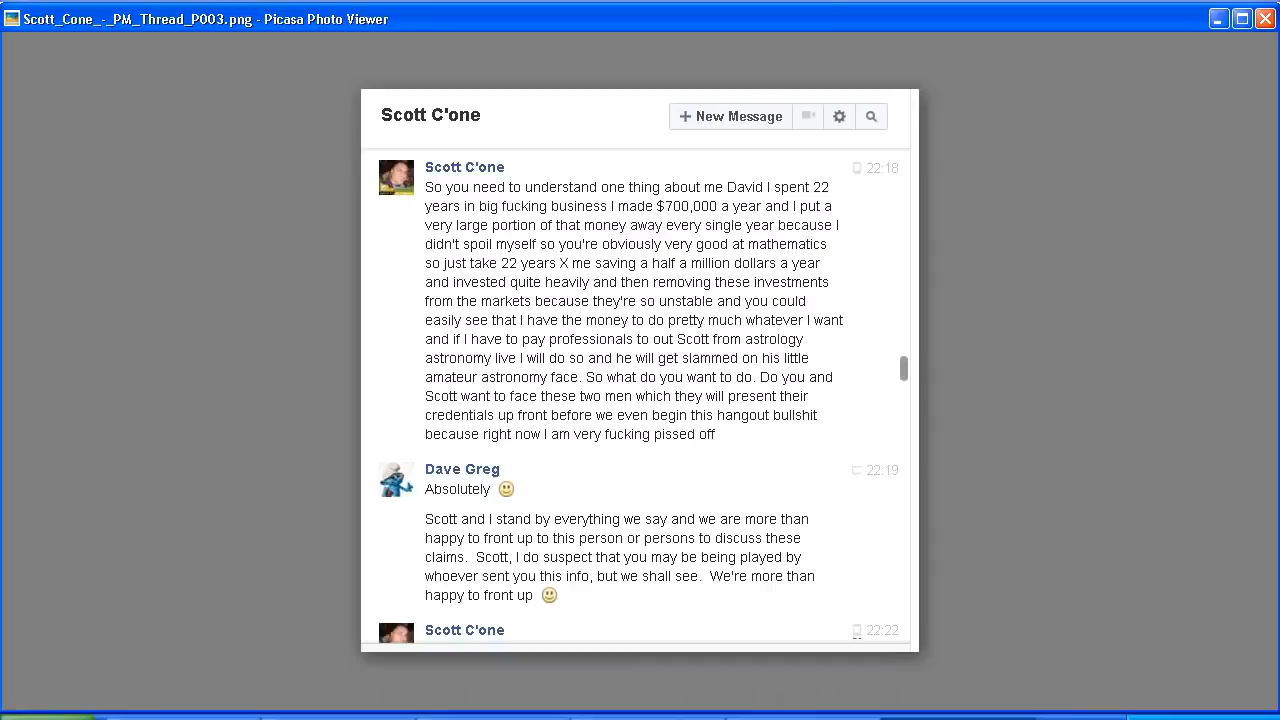 Scott_Cone_-_PM_Thread_P003.png - Picasa Photo Viewer
Scott C'one
+ New Message
Scott C'one
22:18
So you need to understand one thing about me David I spent 22
years in big fucking business I made $700,000 a year and I put a
very large portion of that money away every single year because I
didn't spoil myself so you're obviously very good at mathematics
so just take 22 years X me saving a half a million dollars a year
and invested quite heavily and then removing these investments
from the markets because they're so unstable and you could
easily see that I have the money to do pretty much whatever I want
and if I have to pay professionals to out Scott from astrology
astronomy live I will do so and he will get slammed on his little
amateur astronomy face. So what do you want to do. Do you and
Scott want to face these two men which they will present their
credentials up front before we even begin this hangout bullshit
because right now I am very fucking pissed off
Dave Greg
22:19
Absolutely
Scott and I stand by everything we say and we are more than
happy to front up to this person or persons to discuss these
claims. Scott, I do suspect that you may be being played by
whoever sent you this info, but we shall see. We're more than
happy to front up
Scott C'one
22:22